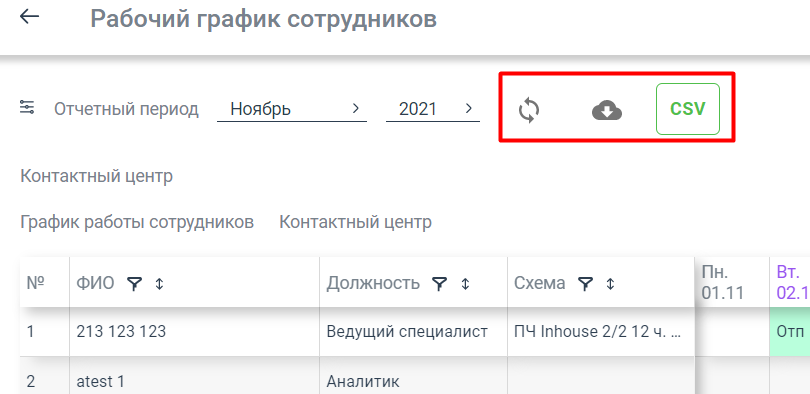 Рабочий график сотрудников
Отчетный период Ноябрь 2021 CSV
Контактный центр
График работы сотрудников Контактный центр
№ ФИО Должность Схема Пн. 01.11 Вт. 02.1
1 213 123 123 Ведущий специалист ПЧ Inhouse 2/2 12 ч. ... Отп
2 atest 1 Аналитик